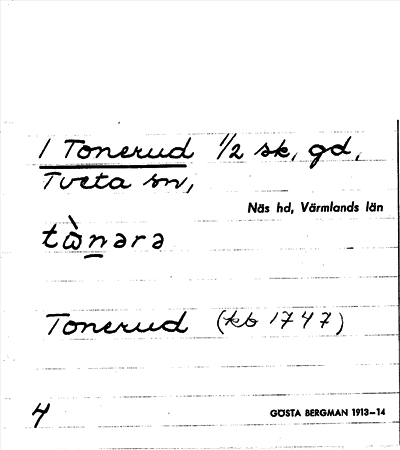 1 Tonerud 1/2 sk, gd,
Tveta sn,
Näs hd, Värmlands län
tὼnəra
Tonerud (kb 1747)
4
GÖSTA BERGMAN 1913–14